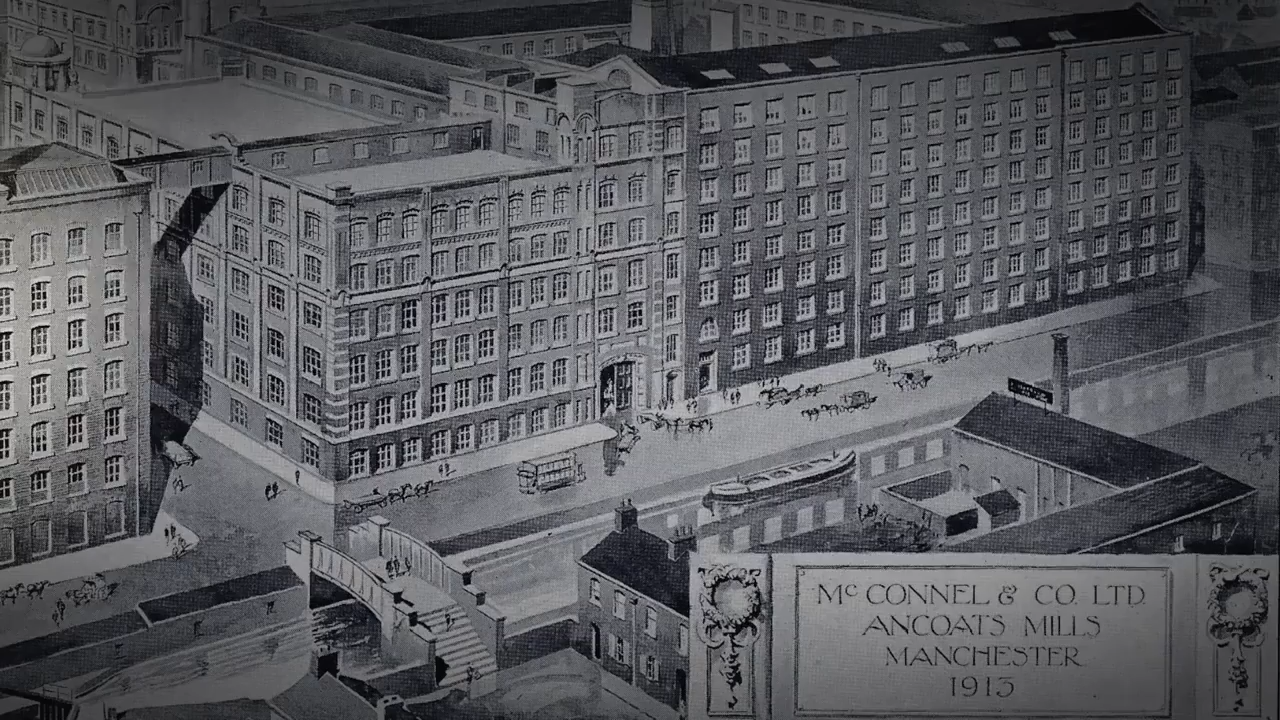 Mc CONNEL & CO. LTD.
ANCOATS MILLS
MANCHESTER
1913